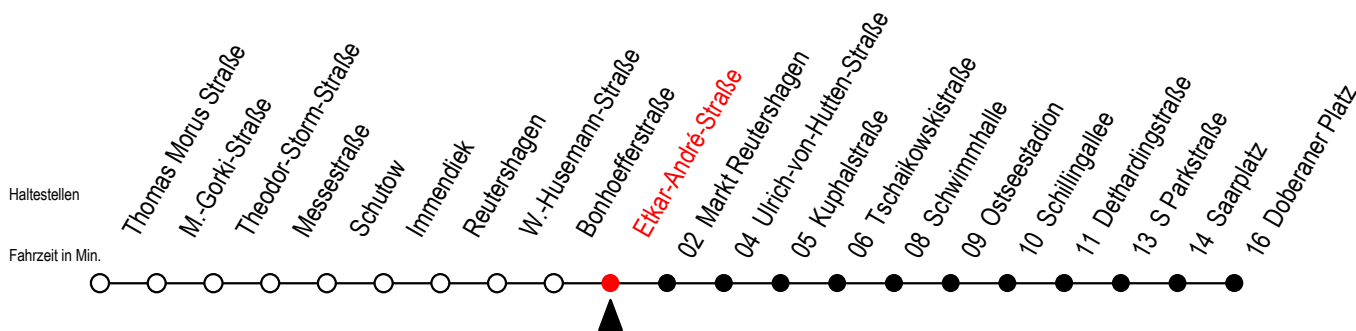 Haltestellen
Fahrzeit in Min.
Thomas Morus Straße
M.-Gorki-Straße
Theodor-Storm-Straße
Messestraße
Schutow
Immendiek
Reutershagen
W.-Husemann-Straße
Bonhoefferstraße
Etkar-André-Straße
02 Markt Reutershagen
04 Ulrich-von-Hutten-Straße
05 Kuphalstraße
06 Tschaikowskistraße
08 Schwimmhalle
09 Ostseestadion
10 Schillingallee
11 Dethardingstraße
13 S Parkstraße
14 Saarplatz
16 Doberaner Platz